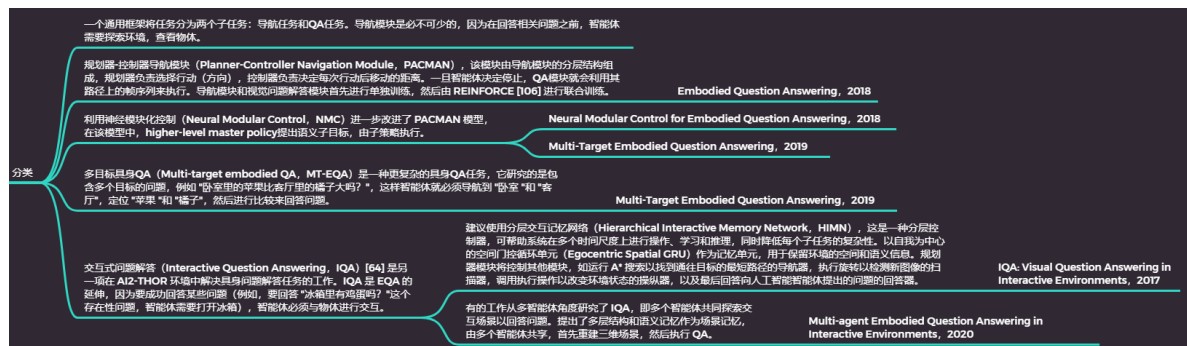 一个通用框架将任务分为两个子任务：导航任务和QA任务。导航模块是必不可少的，因为在回答相关问题之前，智能体
需要探索环境，查看物体。
规划器-控制器导航模块（Planner-Controller Navigation Module，PACMAN），该模块由导航模块的分层结构组
成，规划器负责选择行动（方向），控制器负责决定每次行动后移动的距离。一旦智能体决定停止，QA模块就会利用其
路径上的帧序列来执行。导航模块和视觉问题解答模块首先进行单独训练，然后由 REINFORCE [106] 进行联合训练。
Embodied Question Answering，2018
利用神经模块化控制（Neural Modular Control，NMC）进一步改进了 PACMAN 模型，
在该模型中，higher-level master policy提出语义子目标，由子策略执行。
Neural Modular Control for Embodied Question Answering，2018
Multi-Target Embodied Question Answering，2019
分类
多目标具身QA（Multi-target embodied QA，MT-EQA）是一种更复杂的具身QA任务，它研究的是包
含多个目标的问题，例如 "卧室里的苹果比客厅里的橘子大吗？"，这样智能体就必须导航到 "卧室 "和 "客
厅"，定位 "苹果 "和 "橘子"，然后进行比较来回答问题。
Multi-Target Embodied Question Answering，2019
交互式问题解答（Interactive Question Answering，IQA）[64] 是另
一项在 AI2-THOR 环境中解决具身问题解答任务的工作。IQA 是 EQA 的
延伸，因为要成功回答某些问题（例如，要回答 "冰箱里有鸡蛋吗？"这个
存在性问题，智能体需要打开冰箱），智能体必须与物体进行交互。
建议使用分层交互记忆网络（Hierarchical Interactive Memory Network，HIMN），这是一种分层控
制器，可帮助系统在多个时间尺度上进行操作、学习和推理，同时降低每个子任务的复杂性。以自我为中心
的空间门控循环单元（Egocentric Spatial GRU）作为记忆单元，用于保留环境的空间和语义信息。规划
器模块将控制其他模块，如运行 A* 搜索以找到通往目标的最短路径的导航器，执行旋转以检测新图像的扫
描器，调用执行操作以改变环境状态的操纵器，以及最后回答向人工智能智能体提出的问题的回答器。
IQA: Visual Question Answering in
Interactive Environments，2017
有的工作从多智能体角度研究了 IQA，即多个智能体共同探索交
互场景以回答问题。提出了多层结构和语义记忆作为场景记忆，
由多个智能体共享，首先重建三维场景，然后执行 QA。
Multi-agent Embodied Question Answering in
Interactive Environments，2020